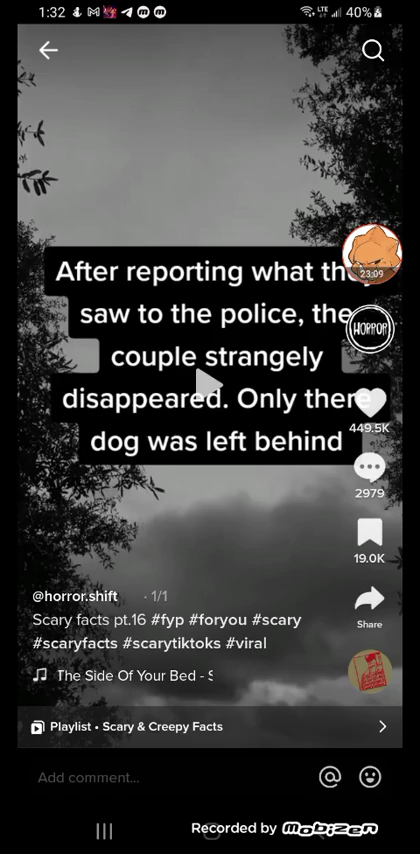 1:32
LTE
40%
After reporting what
saw to the police, the
couple strangely
disappeared. Only there
dog was left behind
23:09
HORROR
449.5K
2979
19.0K
Share
@horror.shift · 1/1
Scary facts pt.16 #fyp #foryou #scary
#scaryfacts #scarytiktoks #viral
The Side Of Your Bed - S
Playlist • Scary & Creepy Facts
Add comment...
Recorded by Mobizen